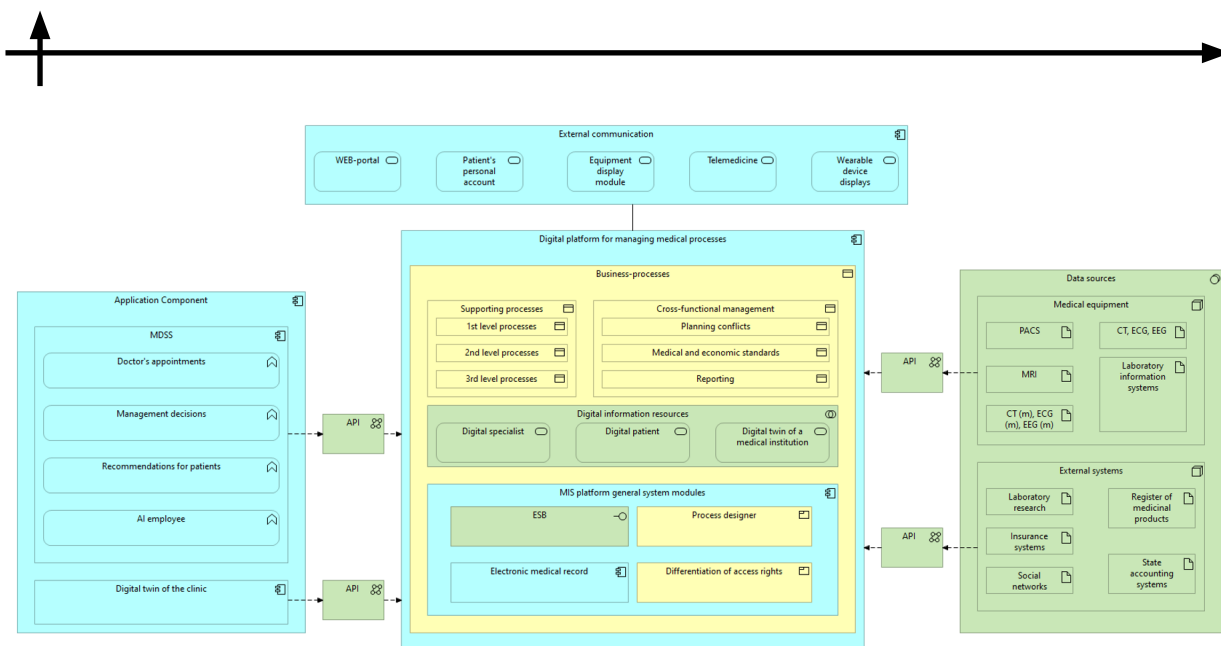 External communication
WEB-portal
Patient's
personal
account
Equipment
display
module
Telemedicine
Wearable
device
displays
Digital platform for managing medical processes
Business-processes
Supporting processes
1st level processes
2nd level processes
3rd level processes
Cross-functional management
Planning conflicts
Medical and economic standards
Reporting
Digital information resources
Digital specialist
Digital patient
Digital twin of a
medical institution
MIS platform general system modules
ESB
Process designer
Electronic medical record
Differentiation of access rights
Application Component
MDSS
Doctor's appointments
Management decisions
Recommendations for patients
AI employee
Digital twin of the clinic
API
API
API
API
Data sources
Medical equipment
PACS
CT, ECG, EEG
MRI
Laboratory
information
systems
CT (m), ECG
(m), EEG (m)
External systems
Laboratory
research
Register of
medicinal
products
Insurance
systems
State
accounting
systems
Social
networks